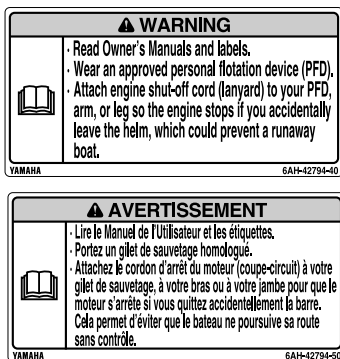 WARNING
· Read Owner's Manuals and labels.
· Wear an approved personal flotation device (PFD).
· Attach engine shut-off cord (lanyard) to your PFD,
arm, or leg so the engine stops if you accidentally
leave the helm, which could prevent a runaway
boat.
YAMAHA 6AH-42794-40
AVERTISSEMENT
· Lire le Manuel de l'Utilisateur et les étiquettes.
· Portez un gilet de sauvetage homologué.
· Attachez le cordon d'arrêt du moteur (coupe-circuit) à votre
gilet de sauvetage, à votre bras ou à votre jambe pour que le
moteur s'arrête si vous quittez accidentellement la barre.
Cela permet d'éviter que le bateau ne poursuive sa route
sans contrôle.
YAMAHA 6AH-42794-50